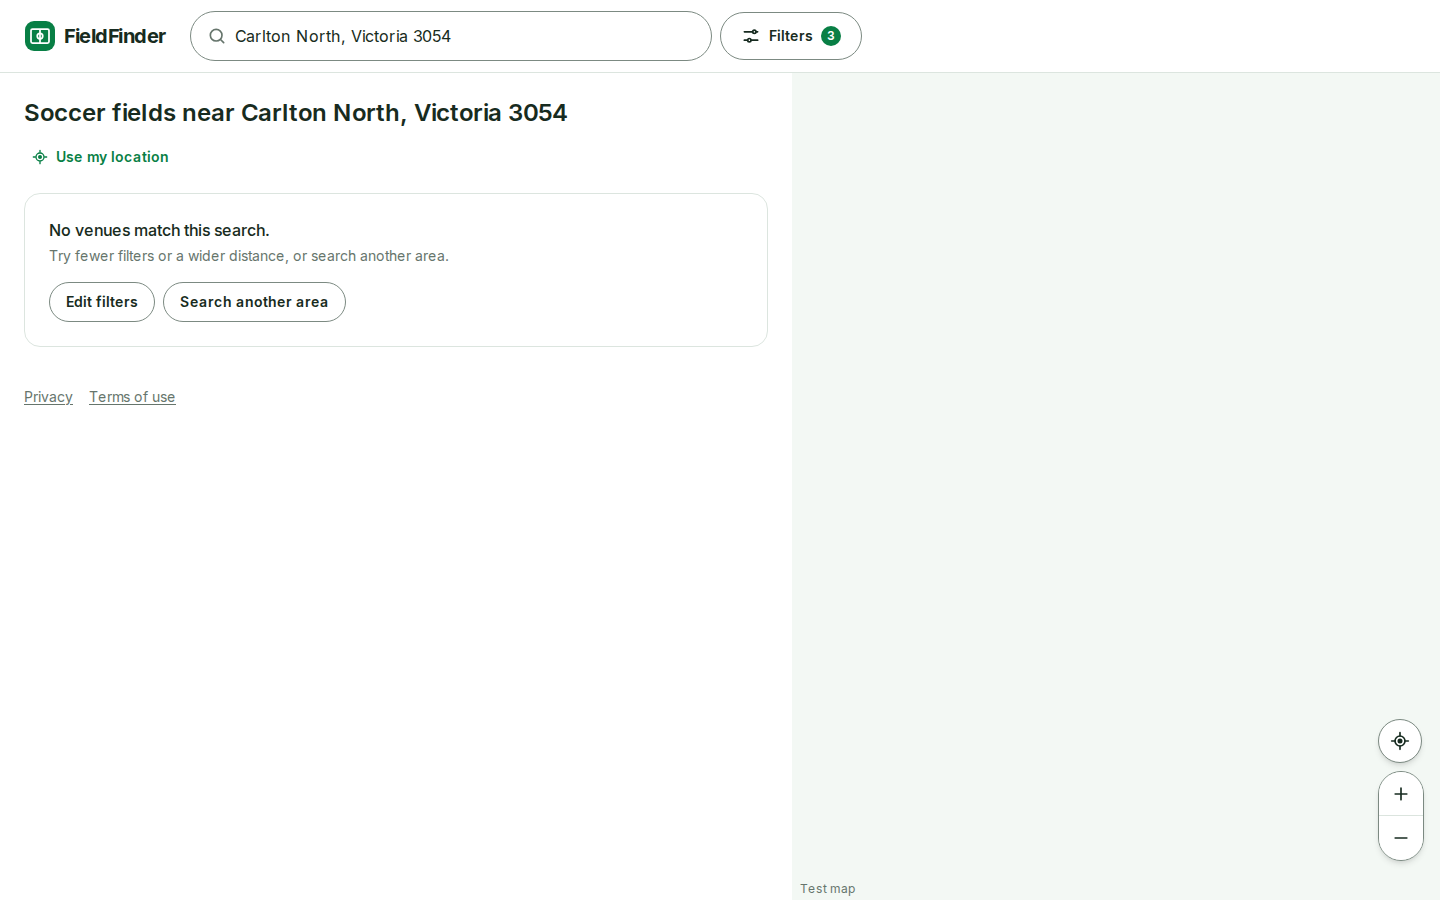 FieldFinder
Carlton North, Victoria 3054
Filters 3
Soccer fields near Carlton North, Victoria 3054
Use my location
No venues match this search.
Try fewer filters or a wider distance, or search another area.
Edit filters
Search another area
Privacy
Terms of use
Test map